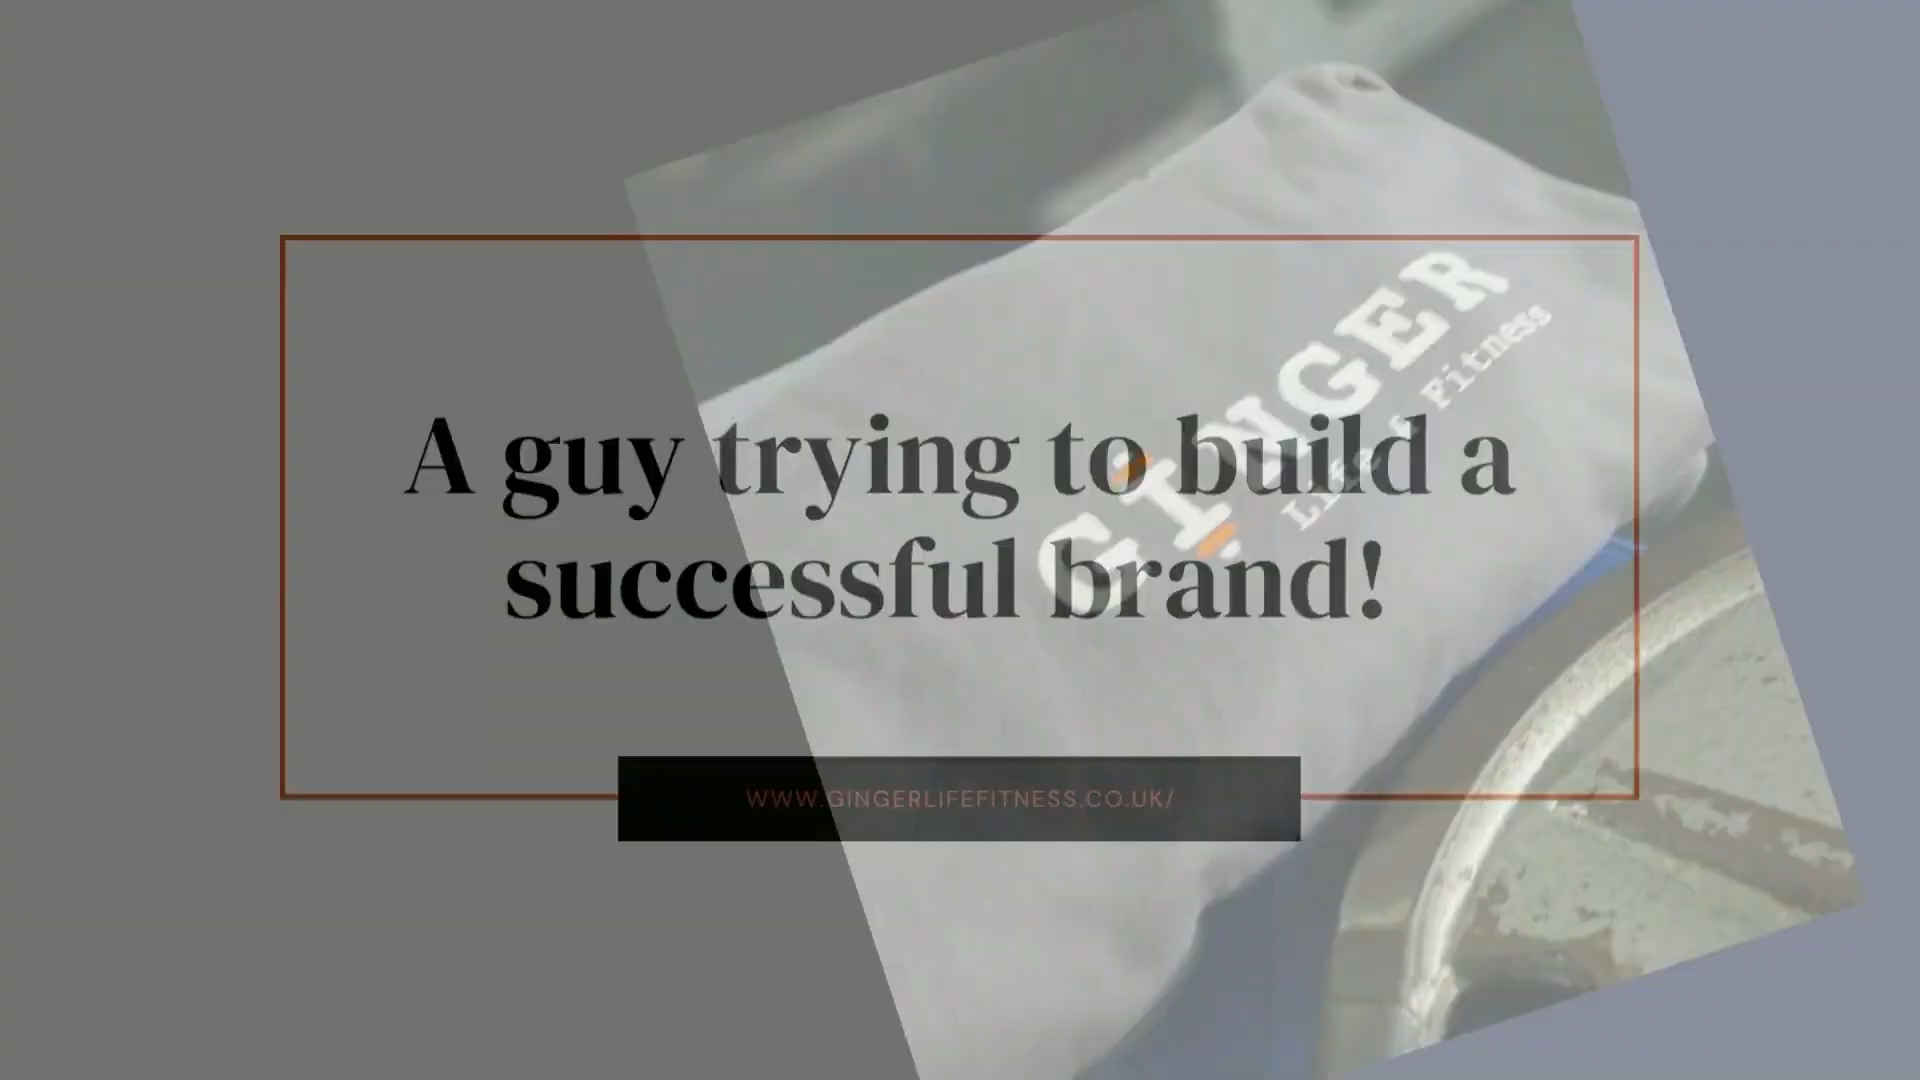 GINGER
Life & Fitness
A guy trying to build a
successful brand!
WWW.GINGERLIFEFITNESS.CO.UK/